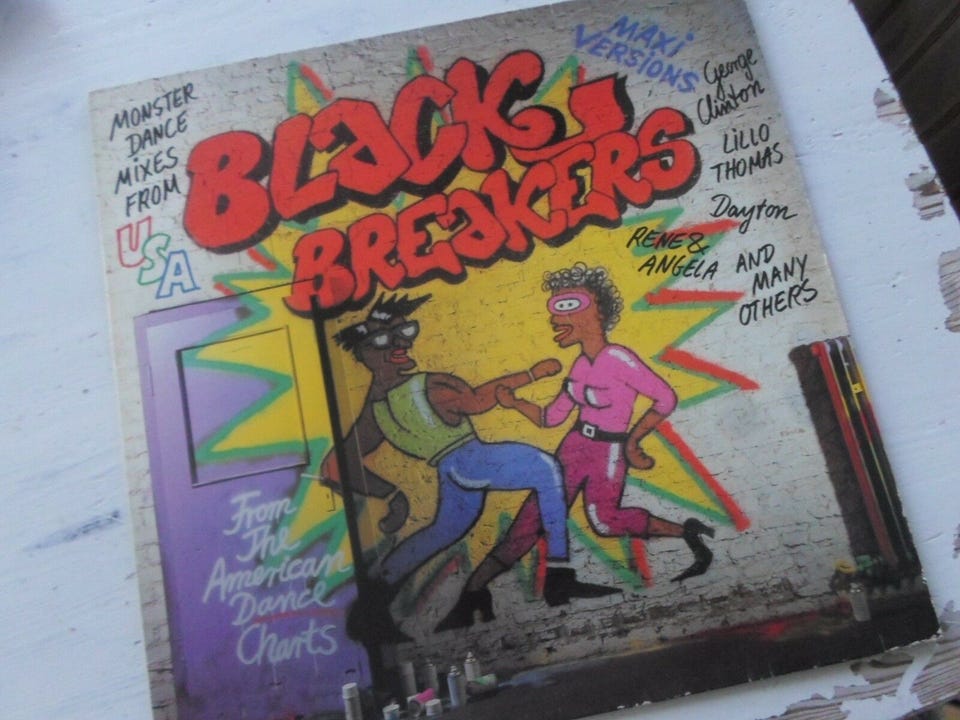 MONSTER
DANCE
MiXES
FROM
USA
BLACK
BREAKERS
MAXi
VERSiONS
George
Clinton
LiLLO
THOMAS
Dayton
RENE &
ANGELA
AND
MANY
OTHERS
From
The
American
Dance
Charts